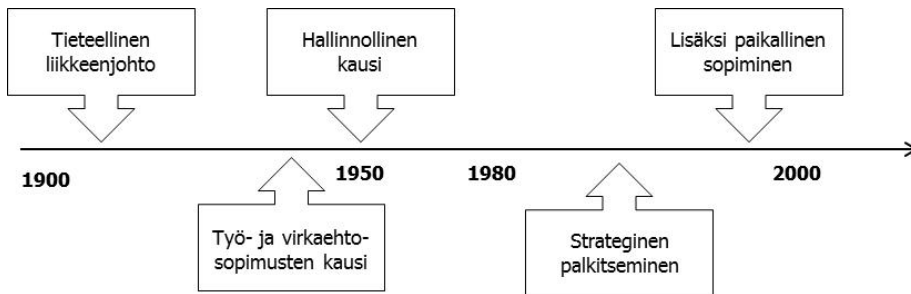 Tieteellinen
liikkeenjohto
Hallinnollinen
kausi
Lisäksi paikallinen
sopiminen
1900
1950
1980
2000
Työ- ja virkaehto-
sopimusten kausi
Strateginen
palkitseminen